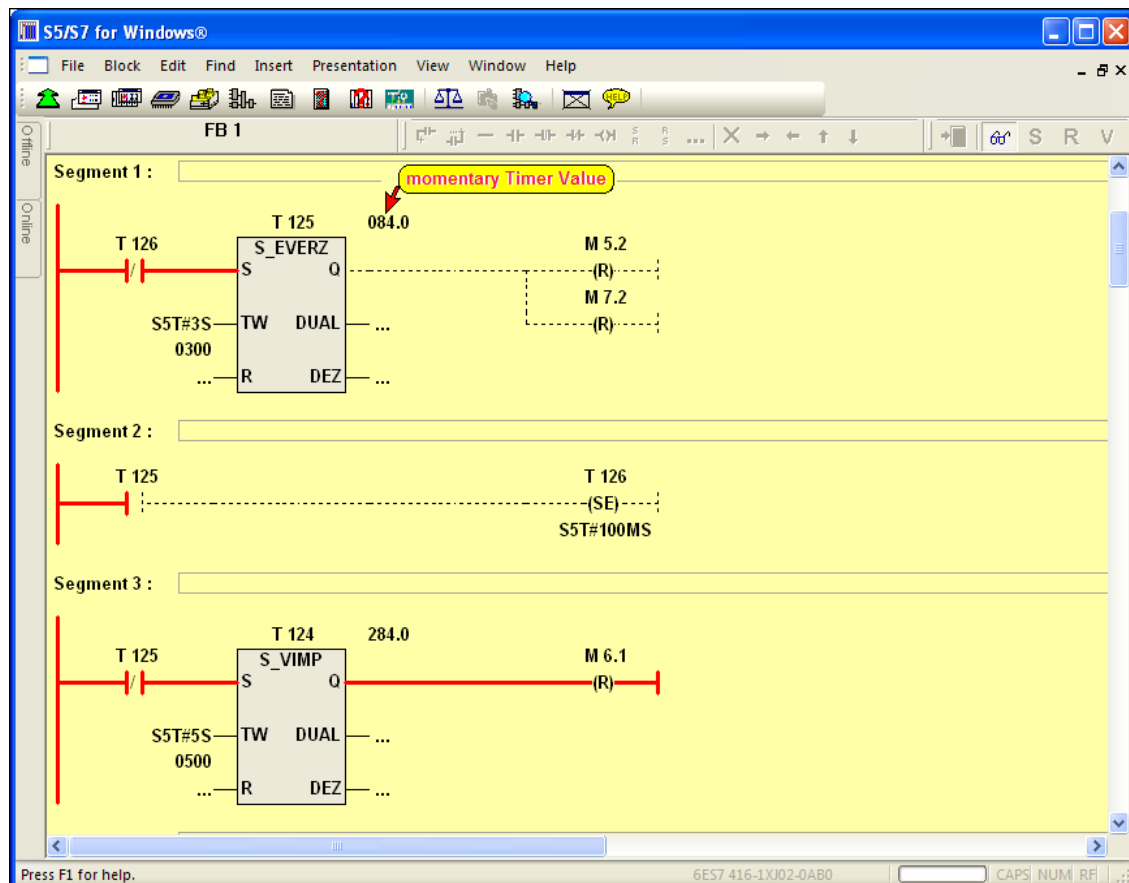 S5/S7 for Windows®
File Block Edit Find Insert Presentation View Window Help
HELP
Offline
Online
FB 1
S R
R S
...
S R V
Segment 1 :
momentary Timer Value
T 125 084.0
T 126
S_EVERZ
M 5.2
S Q
(R)
M 7.2
S5T#3S TW DUAL ...
(R)
0300
... R DEZ ...
Segment 2 :
T 125 T 126
(SE)
S5T#100MS
Segment 3 :
T 124 284.0
T 125
S_VIMP
M 6.1
S Q
(R)
S5T#5S TW DUAL ...
0500
... R DEZ ...
Press F1 for help. 6ES7 416-1XJ02-0AB0 CAPS NUM RF